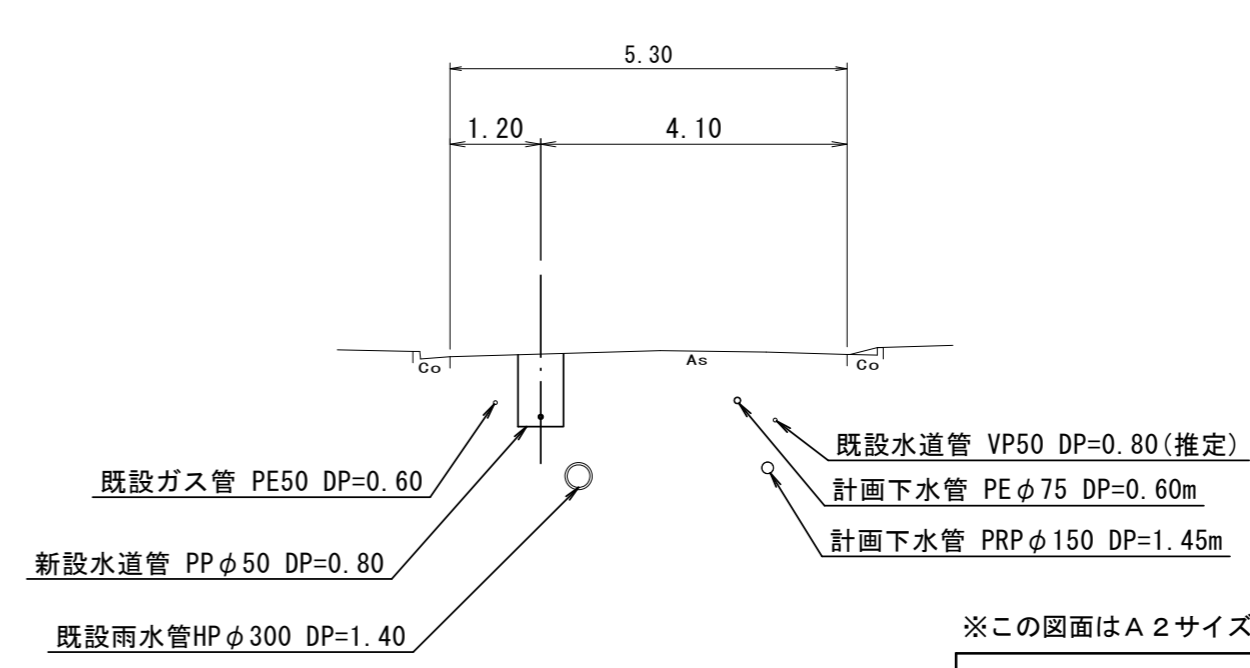 5.30
1.20
4.10
Co
As
Co
既設水道管 VP50 DP=0.80(推定)
既設ガス管 PE50 DP=0.60
計画下水管 PEφ75 DP=0.60m
計画下水管 PRPφ150 DP=1.45m
新設水道管 PPφ50 DP=0.80
既設雨水管HPφ300 DP=1.40
※この図面はA2サイズ